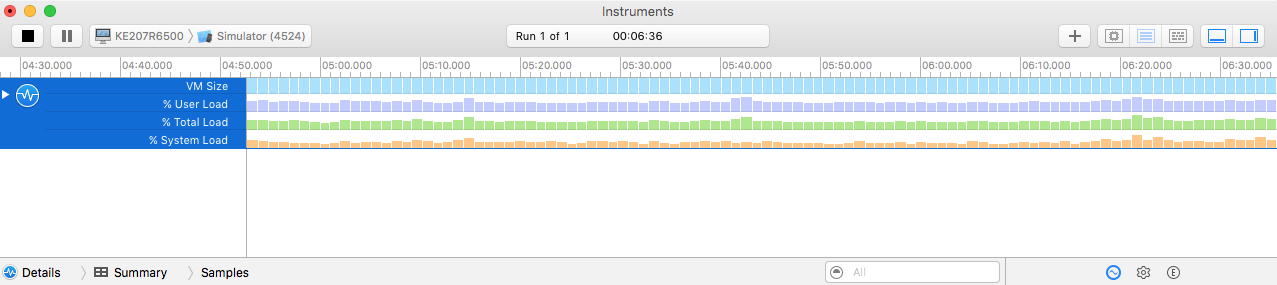 Instruments
KE207R6500 Simulator (4524)
Run 1 of 1 00:06:36
04:30.000 04:40.000 04:50.000 05:00.000 05:10.000 05:20.000 05:30.000 05:40.000 05:50.000 06:00.000 06:10.000 06:20.000 06:30.000
VM Size
% User Load
% Total Load
% System Load
Details Summary Samples All E